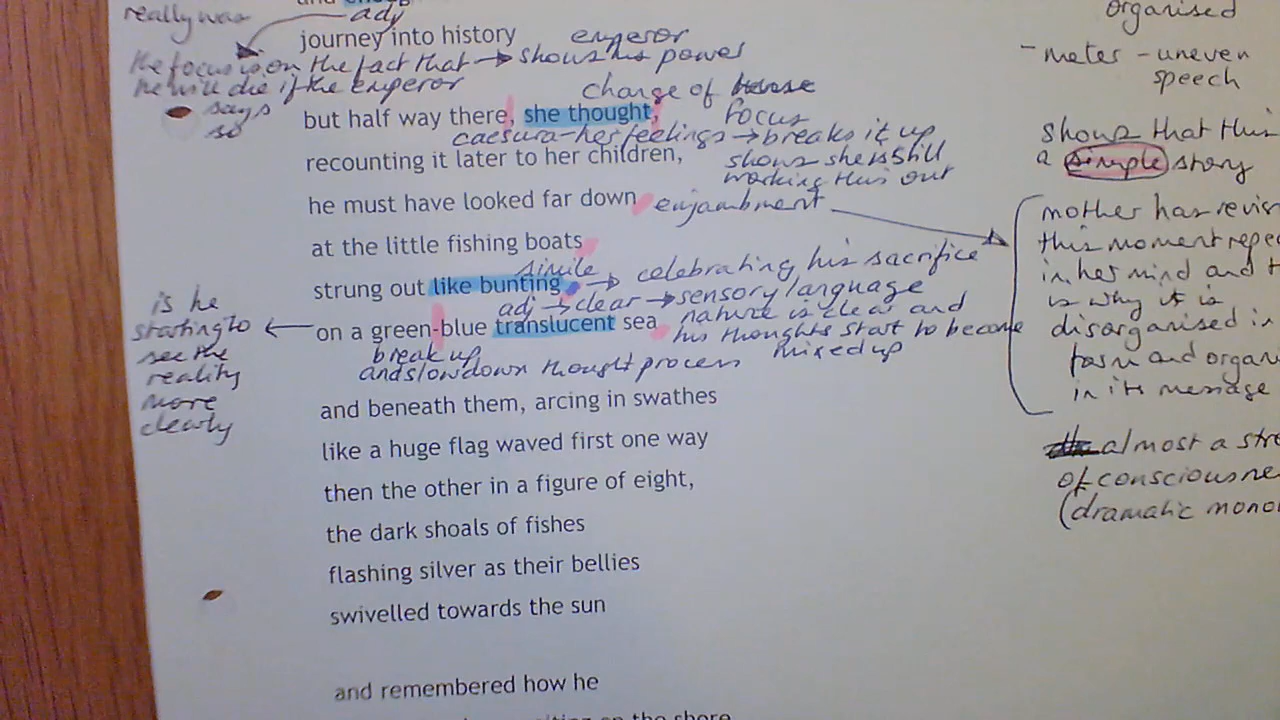 really was
adj
organised
journey into history
emperor
the focus is on the fact that → shows his power
he will die if the emperor
says
so
- meter - uneven
speech
change of
focus
but half way there, she thought,
caesura - her feelings → breaks it up
recounting it later to her children,
shows she is still
working this out
shows that this
a simple story
he must have looked far down
enjambment
at the little fishing boats
simile → celebrating his sacrifice
strung out like bunting
adj → clear → sensory language
on a green-blue translucent sea
nature is clear and
his thoughts start to become
mixed up
break up
and slow down thought process
is he
starting to
see the
reality
more
clearly
mother has
this moment
in her mind and
is why it is
disorganised in
form and
in its message
and beneath them, arcing in swathes
like a huge flag waved first one way
almost a
of
(dramatic
then the other in a figure of eight,
the dark shoals of fishes
flashing silver as their bellies
swivelled towards the sun
and remembered how he
on the shore